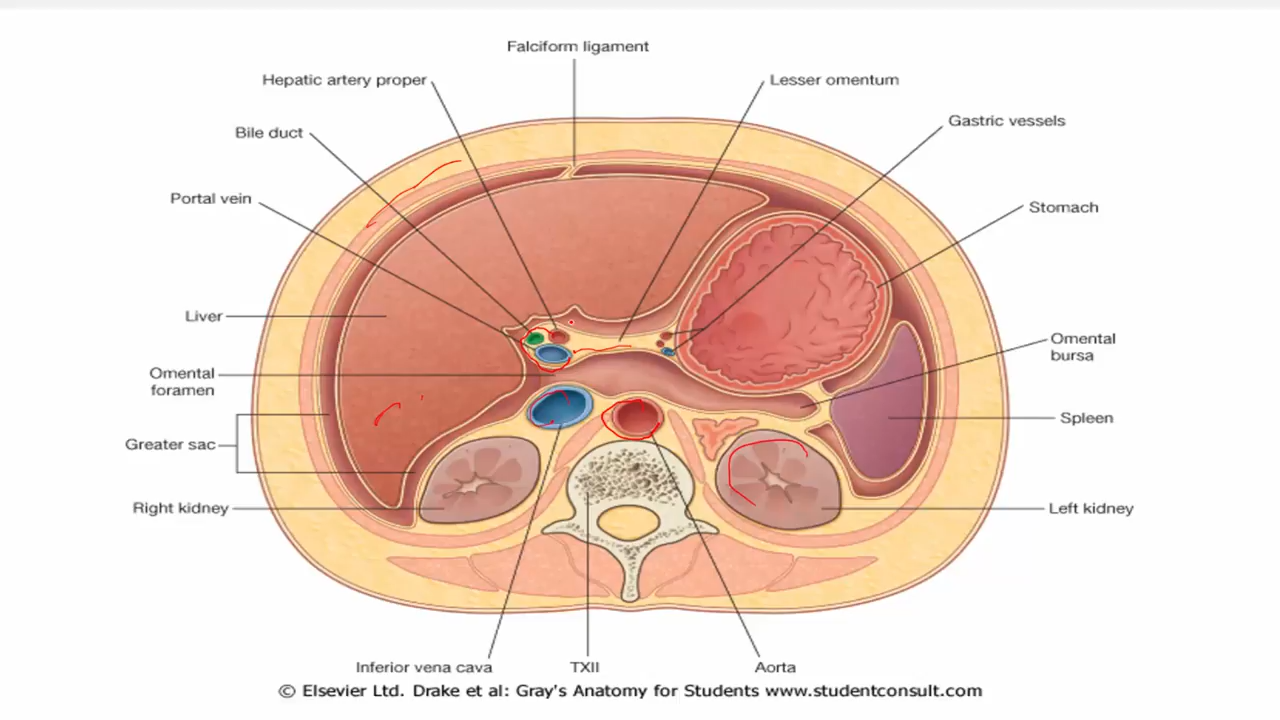 Falciform ligament
Hepatic artery proper
Lesser omentum
Gastric vessels
Bile duct
Portal vein
Stomach
Liver
Omental
bursa
Omental
foramen
Spleen
Greater sac
Right kidney
Left kidney
Inferior vena cava
TXII
Aorta
© Elsevier Ltd. Drake et al: Gray's Anatomy for Students www.studentconsult.com